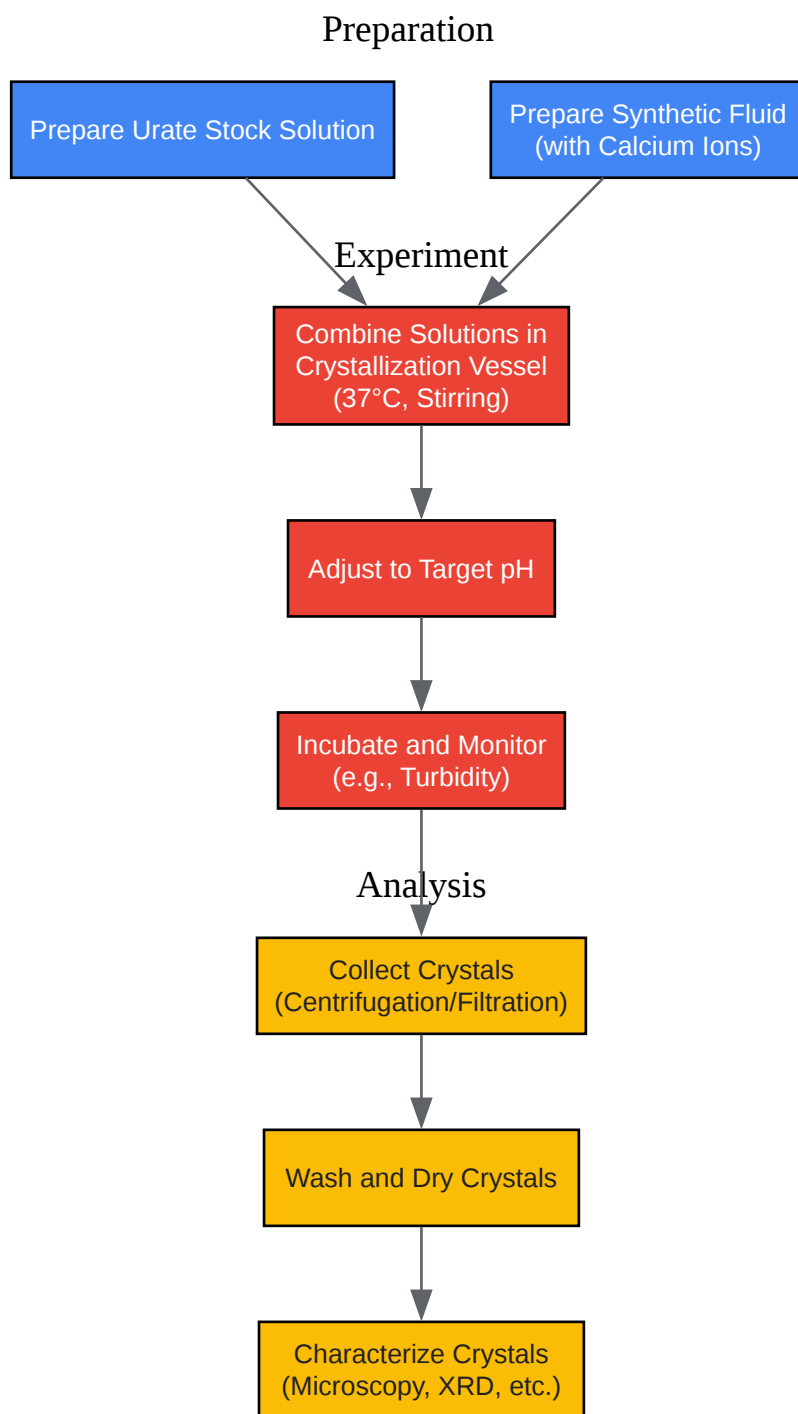 Preparation
Prepare Urate Stock Solution
Prepare Synthetic Fluid
(with Calcium Ions)
Experiment
Combine Solutions in
Crystallization Vessel
(37°C, Stirring)
Adjust to Target pH
Incubate and Monitor
(e.g., Turbidity)
Analysis
Collect Crystals
(Centrifugation/Filtration)
Wash and Dry Crystals
Characterize Crystals
(Microscopy, XRD, etc.)